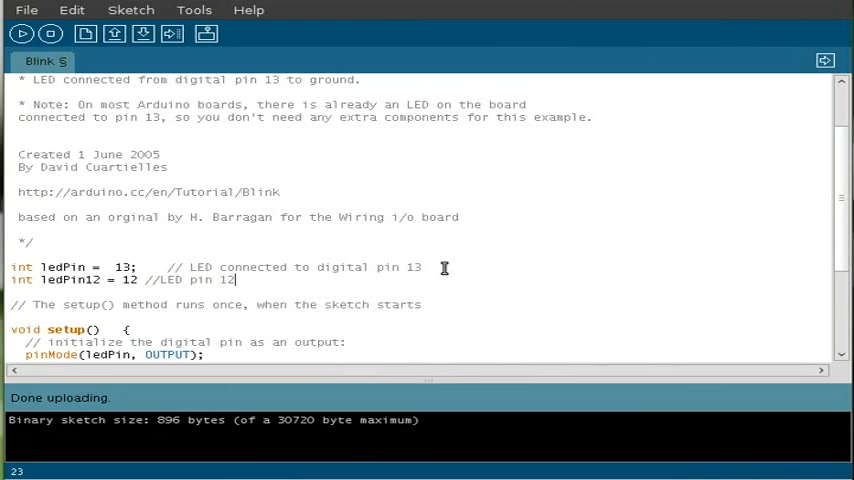 File Edit Sketch Tools Help
Blink §
* LED connected from digital pin 13 to ground.
* Note: On most Arduino boards, there is already an LED on the board
connected to pin 13, so you don't need any extra components for this example.
Created 1 June 2005
By David Cuartielles
http://arduino.cc/en/Tutorial/Blink
based on an orginal by H. Barragan for the Wiring i/o board
*/
int ledPin = 13; // LED connected to digital pin 13
int ledPin12 = 12 //LED pin 12
// The setup() method runs once, when the sketch starts
void setup() {
// initialize the digital pin as an output:
pinMode(ledPin, OUTPUT);
Done uploading.
Binary sketch size: 896 bytes (of a 30720 byte maximum)
23